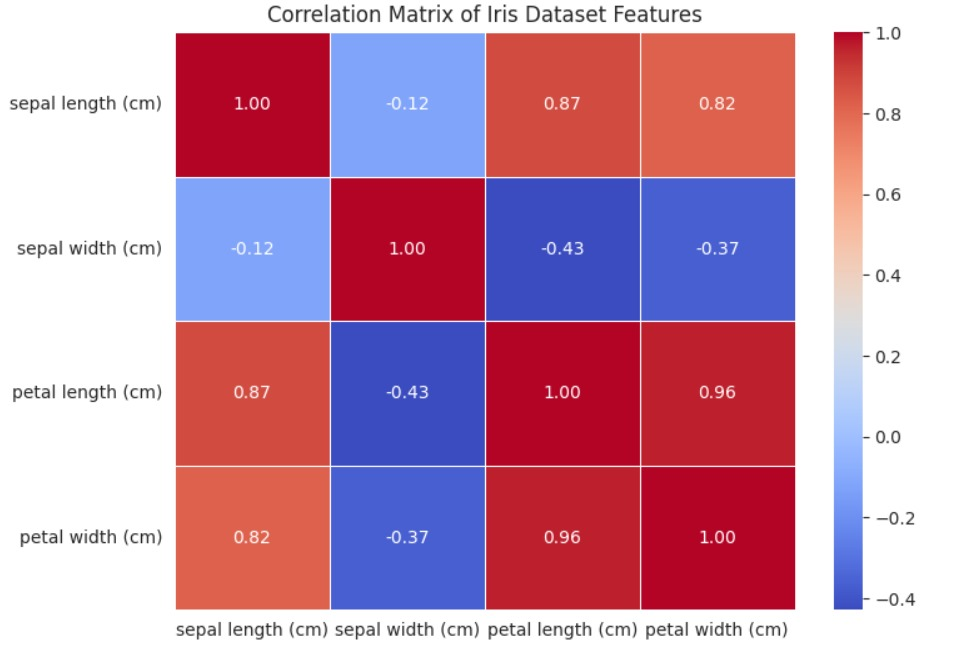 Correlation Matrix of Iris Dataset Features
sepal length (cm) 1.00 -0.12 0.87 0.82
sepal width (cm) -0.12 1.00 -0.43 -0.37
petal length (cm) 0.87 -0.43 1.00 0.96
petal width (cm) 0.82 -0.37 0.96 1.00
sepal length (cm) sepal width (cm) petal length (cm) petal width (cm)
1.0
0.8
0.6
0.4
0.2
0.0
−0.2
−0.4